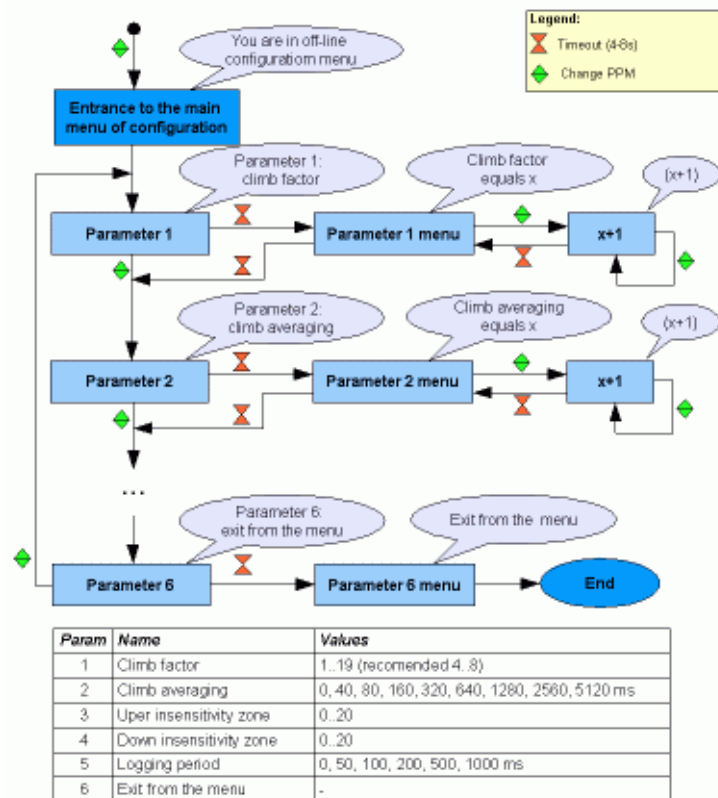 Legend:
Timeout (4-8s)
Change PPM
You are in off-line
configuration menu
Entrance to the main
menu of configuration
Parameter 1:
climb factor
Climb factor
equals x
(x+1)
Parameter 1
Parameter 1 menu
x+1
Parameter 2:
climb averaging
Climb averaging
equals x
(x+1)
Parameter 2
Parameter 2 menu
x+1
...
Parameter 6:
exit from the menu
Exit from the menu
Parameter 6
Parameter 6 menu
End
Param Name Values
1 Climb factor 1..19 (recomended 4..8)
2 Climb averaging 0, 40, 80, 160, 320, 640, 1280, 2560, 5120 ms
3 Uper insensitivity zone 0..20
4 Down insensitivity zone 0..20
5 Logging period 0, 50, 100, 200, 500, 1000 ms
6 Exit from the menu -